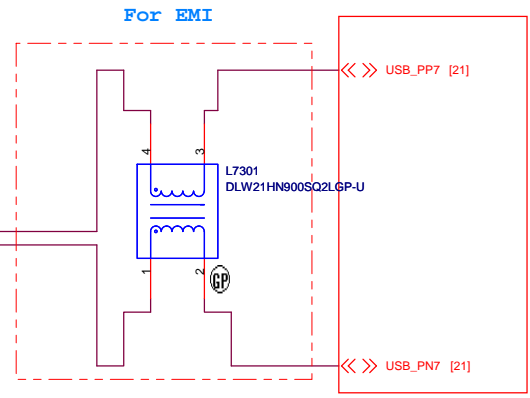 For EMI
USB_PP7 [21]
4
3
L7301
DLW21HN900SQ2LGP-U
1
2
GP
USB_PN7 [21]